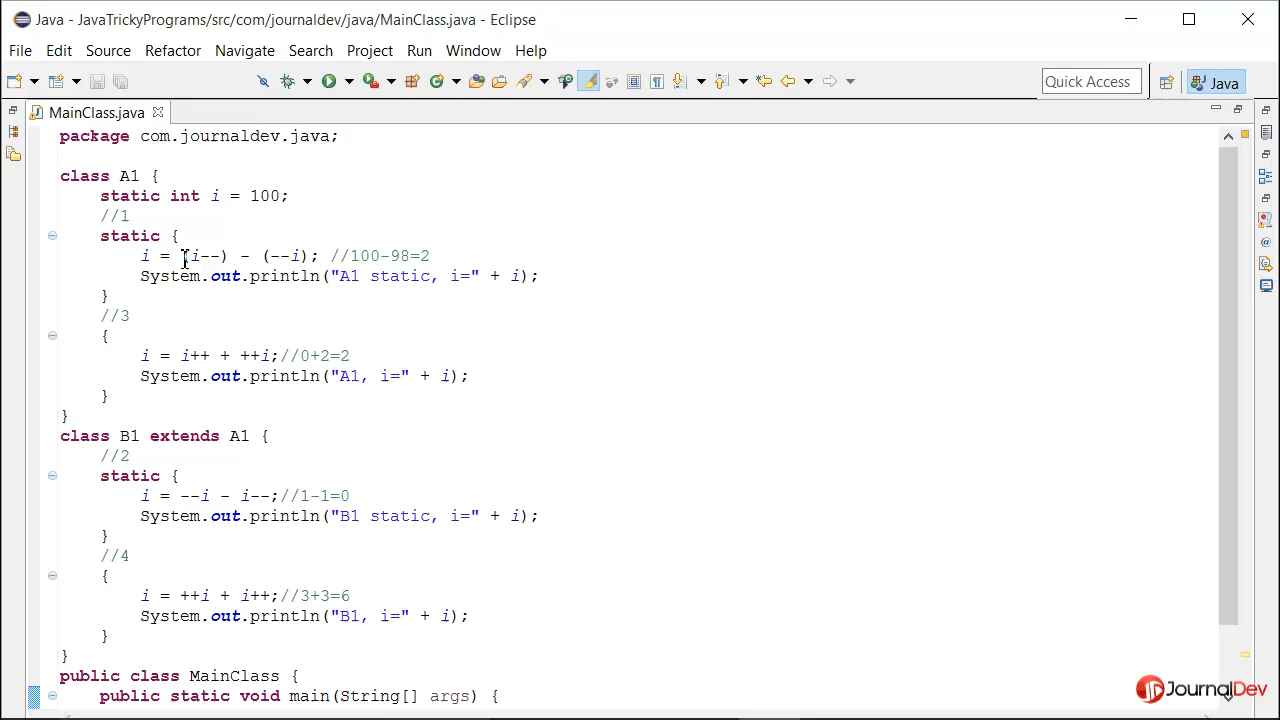 Java - JavaTrickyPrograms/src/com/journaldev/java/MainClass.java - Eclipse
File Edit Source Refactor Navigate Search Project Run Window Help
Quick Access Java
MainClass.java
package com.journaldev.java;
class A1 {
static int i = 100;
//1
static {
i = (i--) - (--i); //100-98=2
System.out.println("A1 static, i=" + i);
}
//3
{
i = i++ + ++i;//0+2=2
System.out.println("A1, i=" + i);
}
}
class B1 extends A1 {
//2
static {
i = --i - i--;//1-1=0
System.out.println("B1 static, i=" + i);
}
//4
{
i = ++i + i++;//3+3=6
System.out.println("B1, i=" + i);
}
}
public class MainClass {
public static void main(String[] args) {
JournalDev